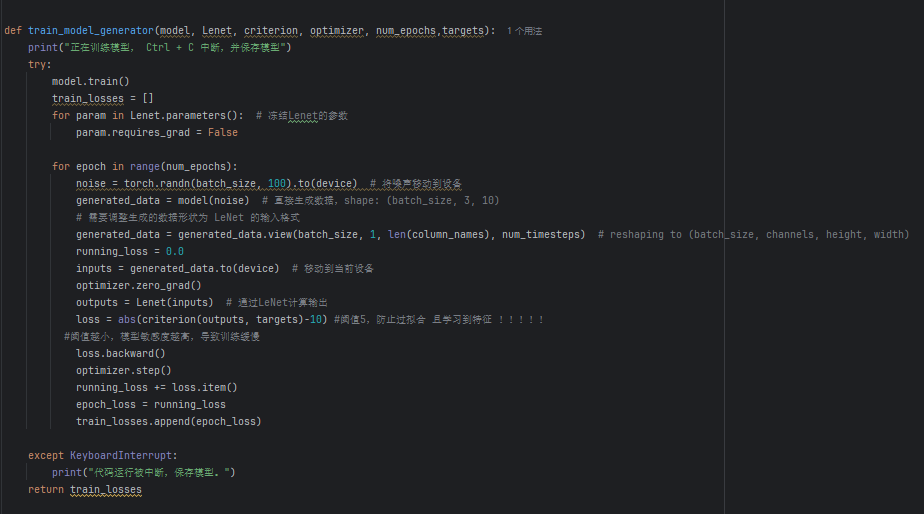 def train_model_generator(model, Lenet, criterion, optimizer, num_epochs,targets): 1个用法
print("正在训练模型， Ctrl + C 中断，并保存模型")
try:
model.train()
train_losses = []
for param in Lenet.parameters(): # 冻结Lenet的参数
param.requires_grad = False
for epoch in range(num_epochs):
noise = torch.randn(batch_size, 100).to(device) # 将噪声移动到设备
generated_data = model(noise) # 直接生成数据，shape: (batch_size, 3, 10)
# 需要调整生成的数据形状为 LeNet 的输入格式
generated_data = generated_data.view(batch_size, 1, len(column_names), num_timesteps) # reshaping to (batch_size, channels, height, width)
running_loss = 0.0
inputs = generated_data.to(device) # 移动到当前设备
optimizer.zero_grad()
outputs = Lenet(inputs) # 通过LeNet计算输出
loss = abs(criterion(outputs, targets)-10) #阈值5，防止过拟合 且学习到特征 ！！！！！
#阈值越小，模型敏感度越高，导致训练缓慢
loss.backward()
optimizer.step()
running_loss += loss.item()
epoch_loss = running_loss
train_losses.append(epoch_loss)
except KeyboardInterrupt:
print("代码运行被中断，保存模型。")
return train_losses